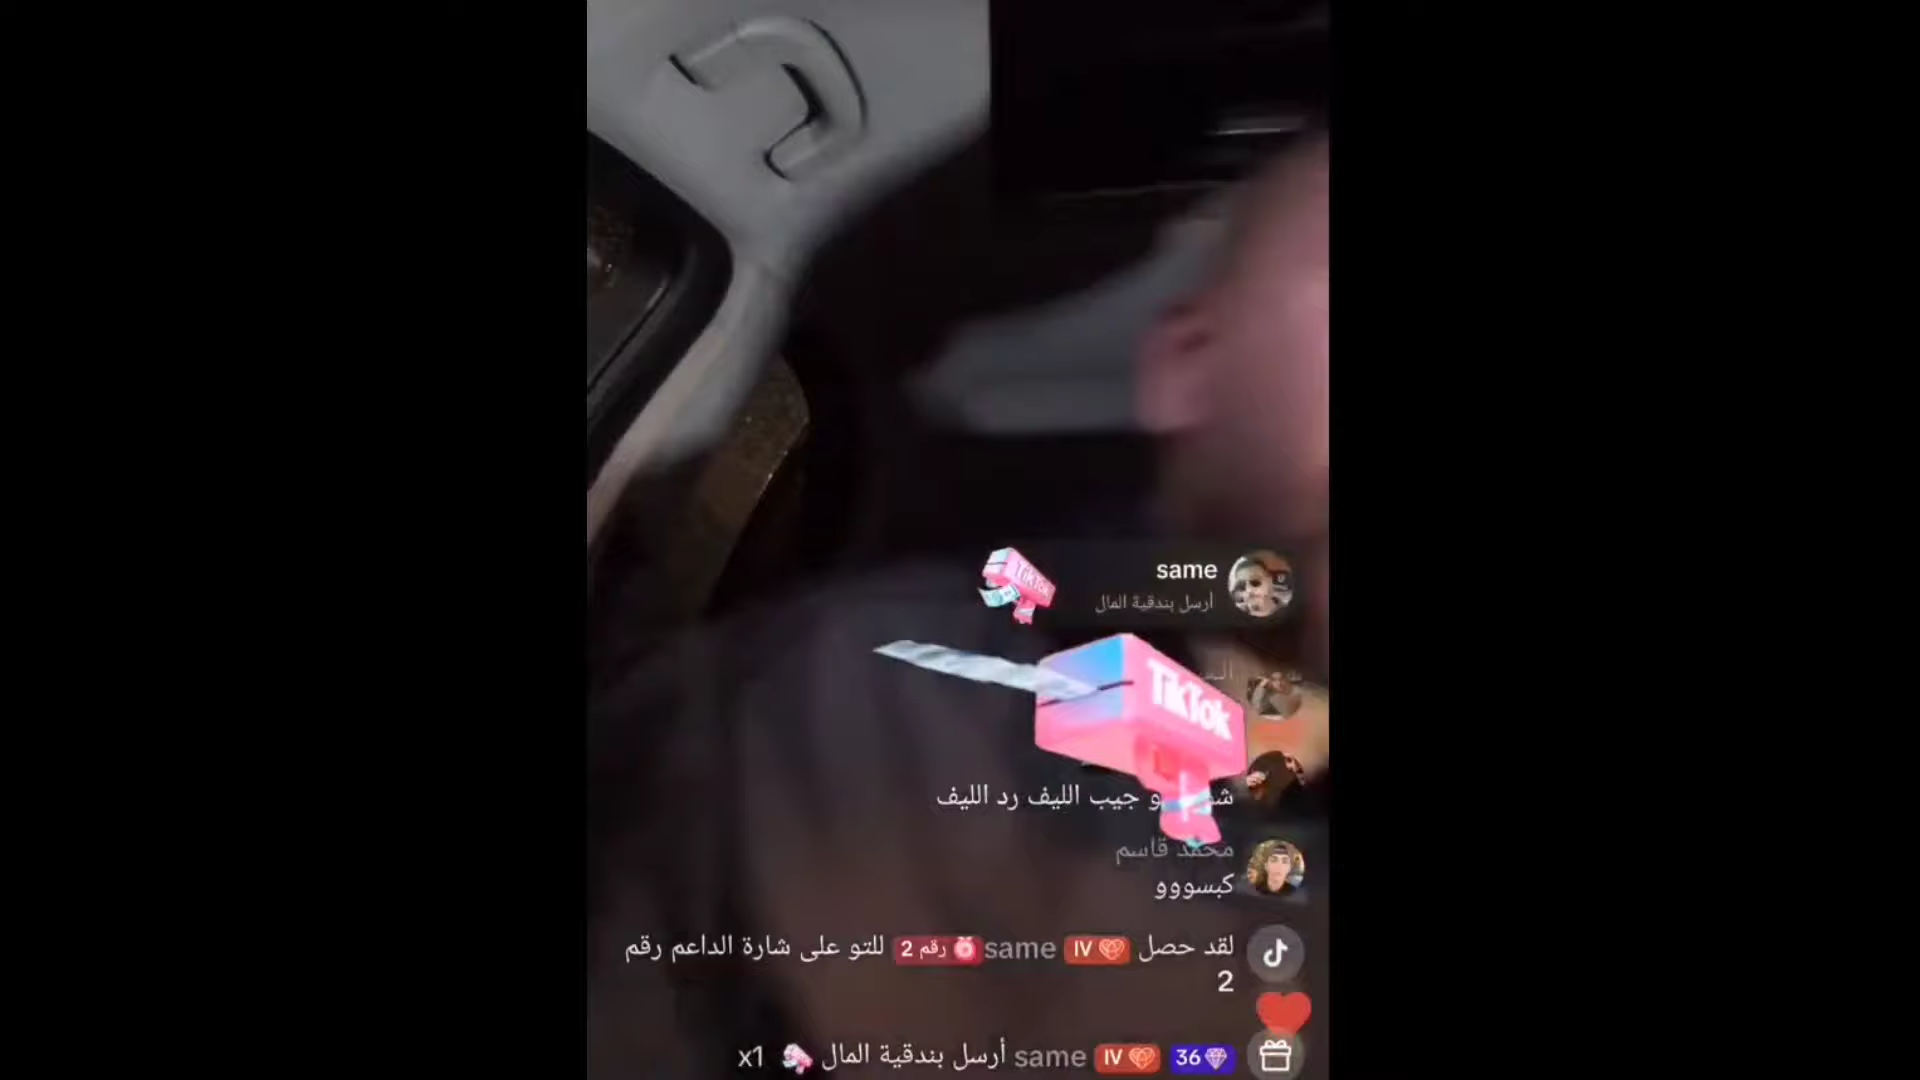 same
أرسل بندقية المال
TikTok
TikTok
و جيب الليف رد الليف
محمد قاسم
كبسووو
لقد حصل IV same رقم 2 للتو على شارة الداعم رقم
2
36 IV same أرسل بندقية المال x1